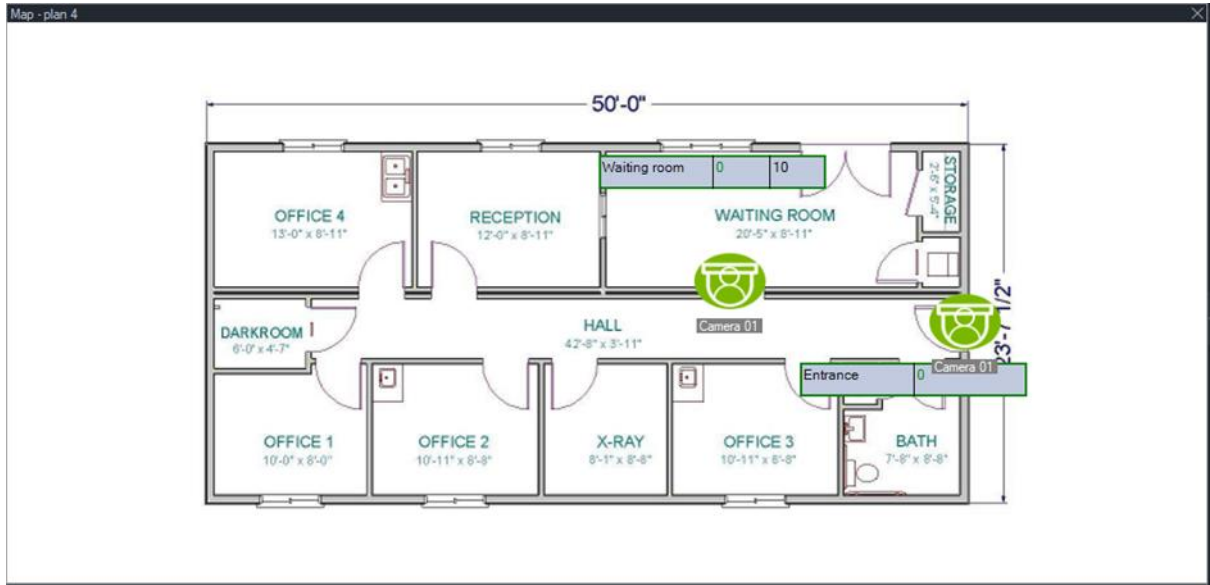 Map - plan 4
50'-0"
Waiting room 0 10
STORAGE
2'-6" x 5'-4"
OFFICE 4
13'-0" x 8'-11"
RECEPTION
12'-0" x 8'-11"
WAITING ROOM
20'-5" x 8'-11"
23'-7 1/2"
Camera 01
HALL
42'-8" x 3'-11"
DARKROOM
6'-0" x 4'-7"
Camera 01
Entrance 0
OFFICE 1
10'-0" x 8'-0"
OFFICE 2
10'-11" x 8'-8"
X-RAY
8'-1" x 8'-8"
OFFICE 3
10'-11" x 8'-8"
BATH
7'-8" x 8'-8"